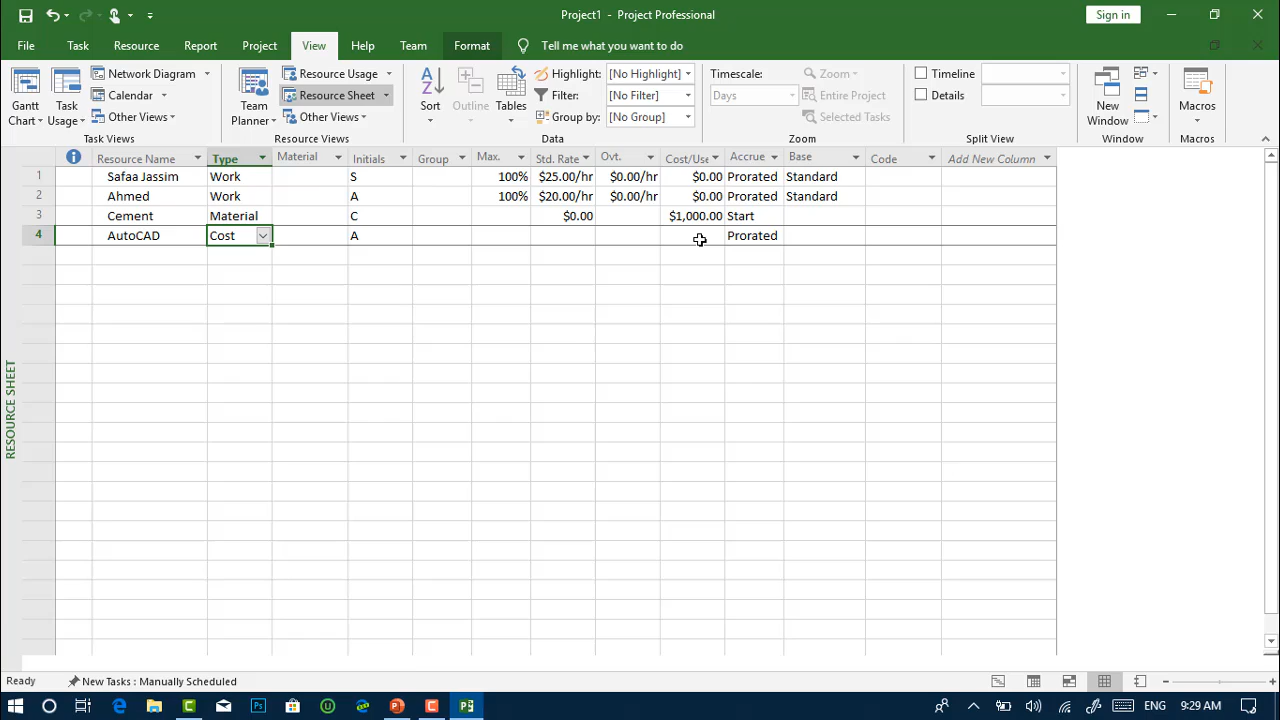 Project1 - Project Professional
Sign in
File Task Resource Report Project View Help Team Format Tell me what you want to do
Gantt Chart
Task Usage
Network Diagram
Calendar
Other Views
Task Views
Team Planner
Resource Usage
Resource Sheet
Other Views
Resource Views
Sort
Outline
Tables
Highlight: [No Highlight]
Filter: [No Filter]
Group by: [No Group]
Data
Timescale:
Days
Zoom
Entire Project
Selected Tasks
Zoom
Timeline
Details
Split View
New Window
Window
Macros
Macros
Resource Name Type Material Initials Group Max. Std. Rate Ovt. Cost/Use Accrue Base Code Add New Column
1 Safaa Jassim Work S 100% $25.00/hr $0.00/hr $0.00 Prorated Standard
2 Ahmed Work A 100% $20.00/hr $0.00/hr $0.00 Prorated Standard
3 Cement Material C $0.00 $1,000.00 Start
4 AutoCAD Cost A Prorated
RESOURCE SHEET
Ready New Tasks : Manually Scheduled
ENG 9:29 AM